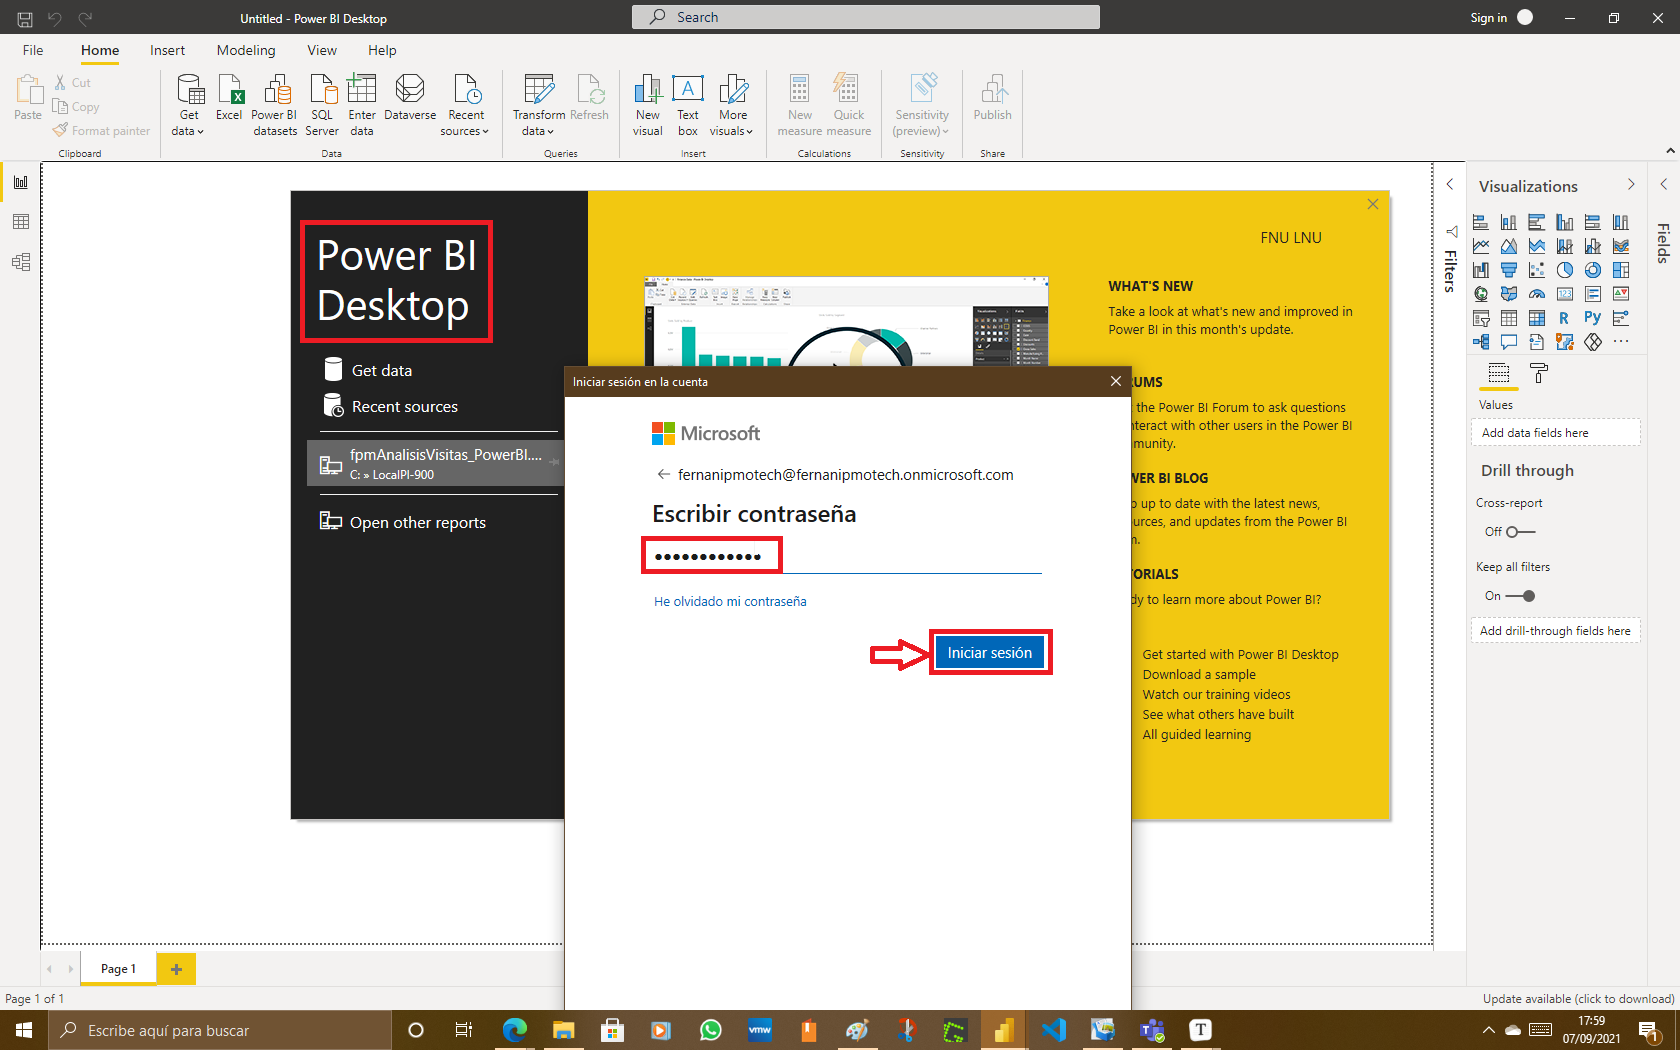 Untitled - Power BI Desktop
Search
Sign in
File
Home
Insert
Modeling
View
Help
Paste
Cut
Copy
Format painter
Clipboard
Get data
Excel
Power BI datasets
SQL Server
Enter data
Dataverse
Recent sources
Data
Transform data
Refresh
Queries
New visual
Text box
More visuals
Insert
New measure
Quick measure
Calculations
Sensitivity (preview)
Sensitivity
Publish
Share
Power BI
Desktop
Get data
Recent sources
fpmAnalisisVisitas_PowerBI....
C: » LocalPI-900
Open other reports
FNU LNU
WHAT'S NEW
Take a look at what's new and improved in
Power BI in this month's update.
UMS
the Power BI Forum to ask questions
nteract with other users in the Power BI
munity.
WER BI BLOG
p up to date with the latest news,
urces, and updates from the Power BI
m.
TORIALS
dy to learn more about Power BI?
Get started with Power BI Desktop
Download a sample
Watch our training videos
See what others have built
All guided learning
Iniciar sesión en la cuenta
Microsoft
fernanipmotech@fernanipmotech.onmicrosoft.com
Escribir contraseña
He olvidado mi contraseña
Iniciar sesión
Filters
Visualizations
Fields
123
R
Py
Values
Add data fields here
Drill through
Cross-report
Off
Keep all filters
On
Add drill-through fields here
Page 1
Page 1 of 1
Update available (click to download)
Escribe aquí para buscar
vmw
T
17:59
07/09/2021
1